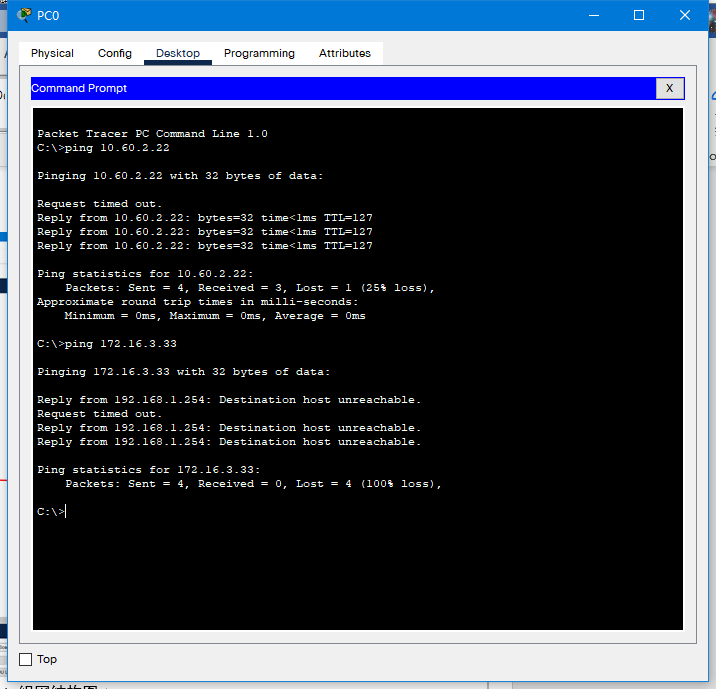 PC0
Physical Config Desktop Programming Attributes
Command Prompt
X
Packet Tracer PC Command Line 1.0
C:\>ping 10.60.2.22
Pinging 10.60.2.22 with 32 bytes of data:
Request timed out.
Reply from 10.60.2.22: bytes=32 time<1ms TTL=127
Reply from 10.60.2.22: bytes=32 time<1ms TTL=127
Reply from 10.60.2.22: bytes=32 time<1ms TTL=127
Ping statistics for 10.60.2.22:
Packets: Sent = 4, Received = 3, Lost = 1 (25% loss),
Approximate round trip times in milli-seconds:
Minimum = 0ms, Maximum = 0ms, Average = 0ms
C:\>ping 172.16.3.33
Pinging 172.16.3.33 with 32 bytes of data:
Reply from 192.168.1.254: Destination host unreachable.
Request timed out.
Reply from 192.168.1.254: Destination host unreachable.
Reply from 192.168.1.254: Destination host unreachable.
Ping statistics for 172.16.3.33:
Packets: Sent = 4, Received = 0, Lost = 4 (100% loss),
C:\>
Top